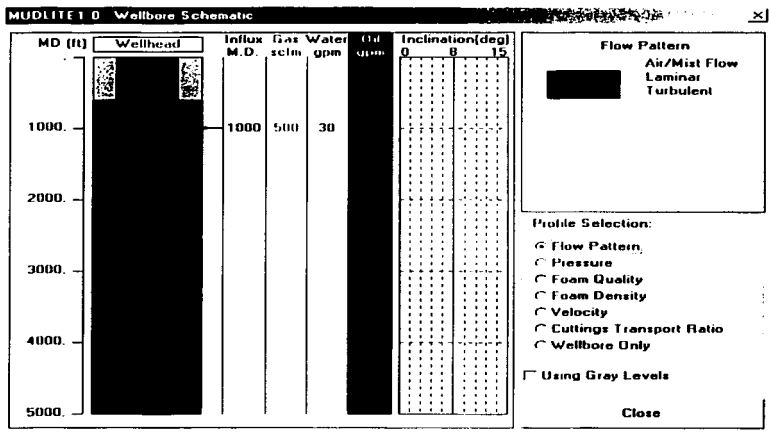 MUDLITE 1.0 Wellbore Schematic
MD (ft) Wellhead Influx M.D. Gas scfm Water gpm Oil gpm Inclination(deg)
0 8 15
1000. 1000 500 30
2000.
3000.
4000.
5000.
Flow Pattern
Air/Mist Flow
Laminar
Turbulent
Profile Selection:
Flow Pattern
Pressure
Foam Quality
Foam Density
Velocity
Cuttings Transport Ratio
Wellbore Only
Using Gray Levels
Close